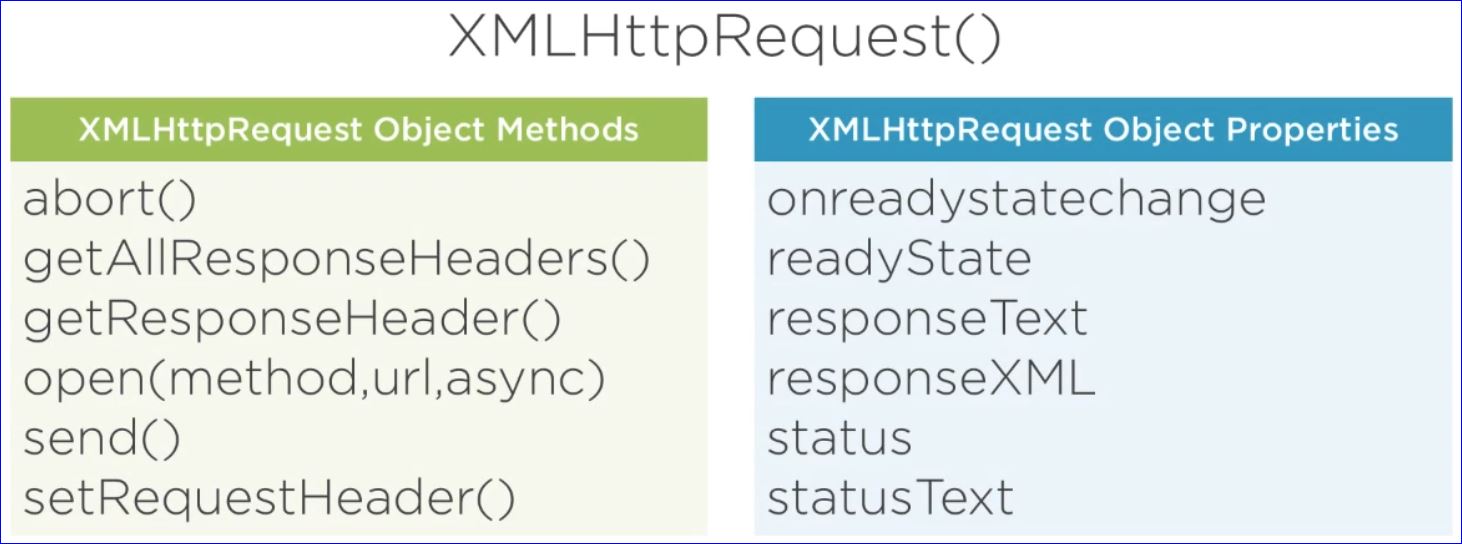 XMLHttpRequest()
XMLHttpRequest Object Methods
abort()
getAllResponseHeaders()
getResponseHeader()
open(method,url,async)
send()
setRequestHeader()
XMLHttpRequest Object Properties
onreadystatechange
readyState
responseText
responseXML
status
statusText